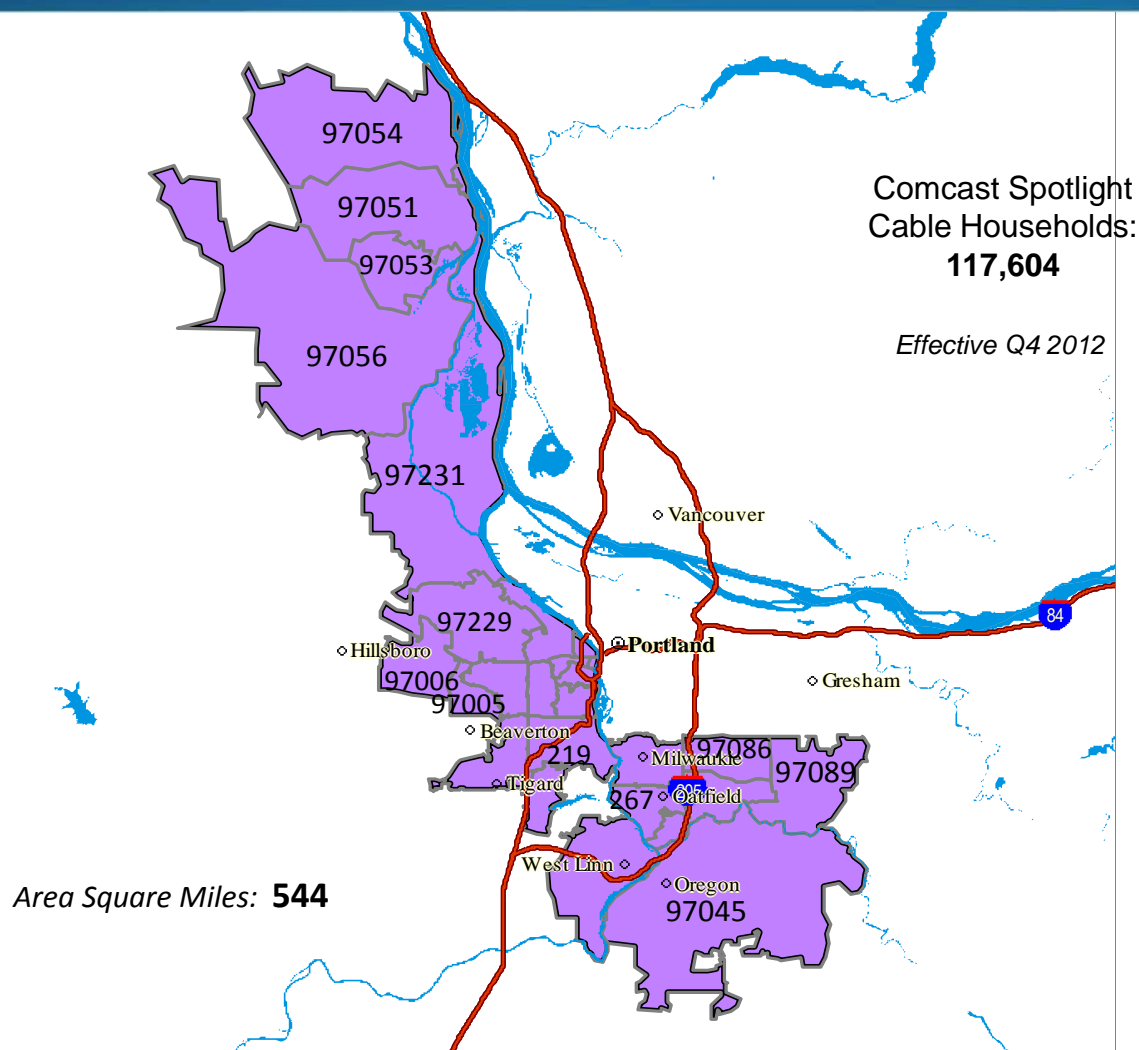 97054
97051
97053
97056
97231
Comcast Spotlight
Cable Households:
117,604
Effective Q4 2012
Vancouver
84
97229
Portland
Hillsboro
97006
97005
Gresham
Beaverton
219
97086
Milwaukie
97089
Tigard
267
Oatfield
West Linn
Oregon
97045
Area Square Miles: 544